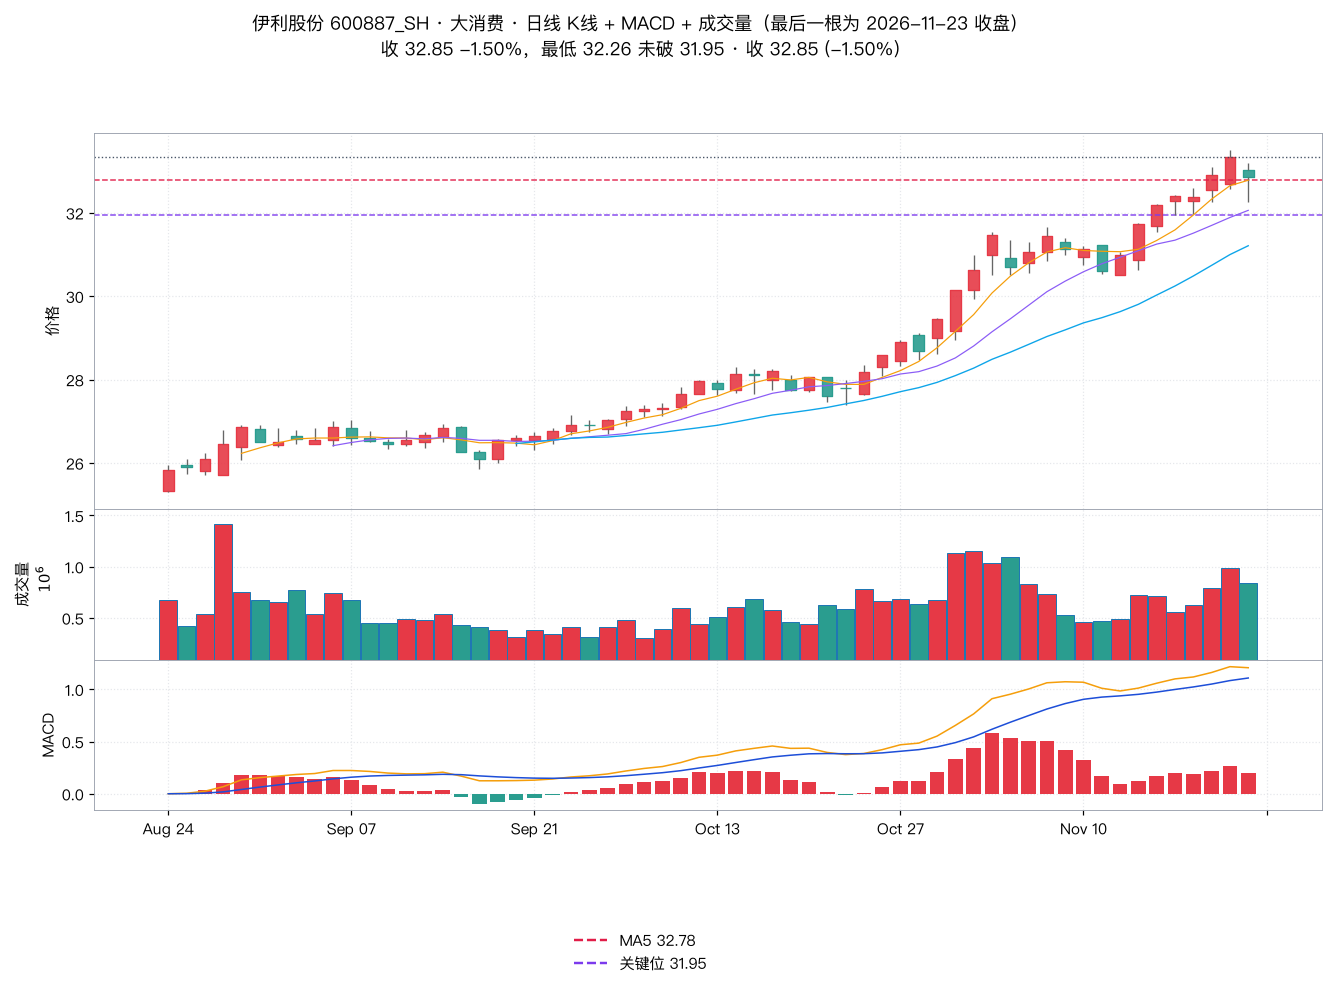 伊利股份 600887_SH · 大消费 · 日线 K线 + MACD + 成交量（最后一根为 2026-11-23 收盘）
收 32.85 -1.50%，最低 32.26 未破 31.95 · 收 32.85 (-1.50%)
价格
32
30
28
26
成交量
10⁶
1.5
1.0
0.5
MACD
1.0
0.5
0.0
Aug 24
Sep 07
Sep 21
Oct 13
Oct 27
Nov 10
MA5 32.78
关键位 31.95